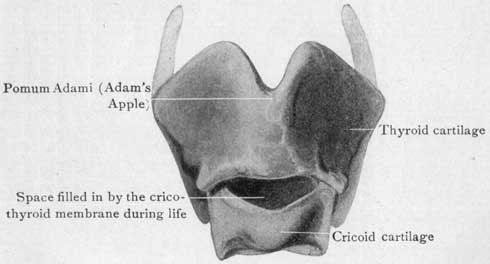 Pomum Adami (Adam's
Apple)
Thyroid cartilage
Space filled in by the crico-
thyroid membrane during life
Cricoid cartilage